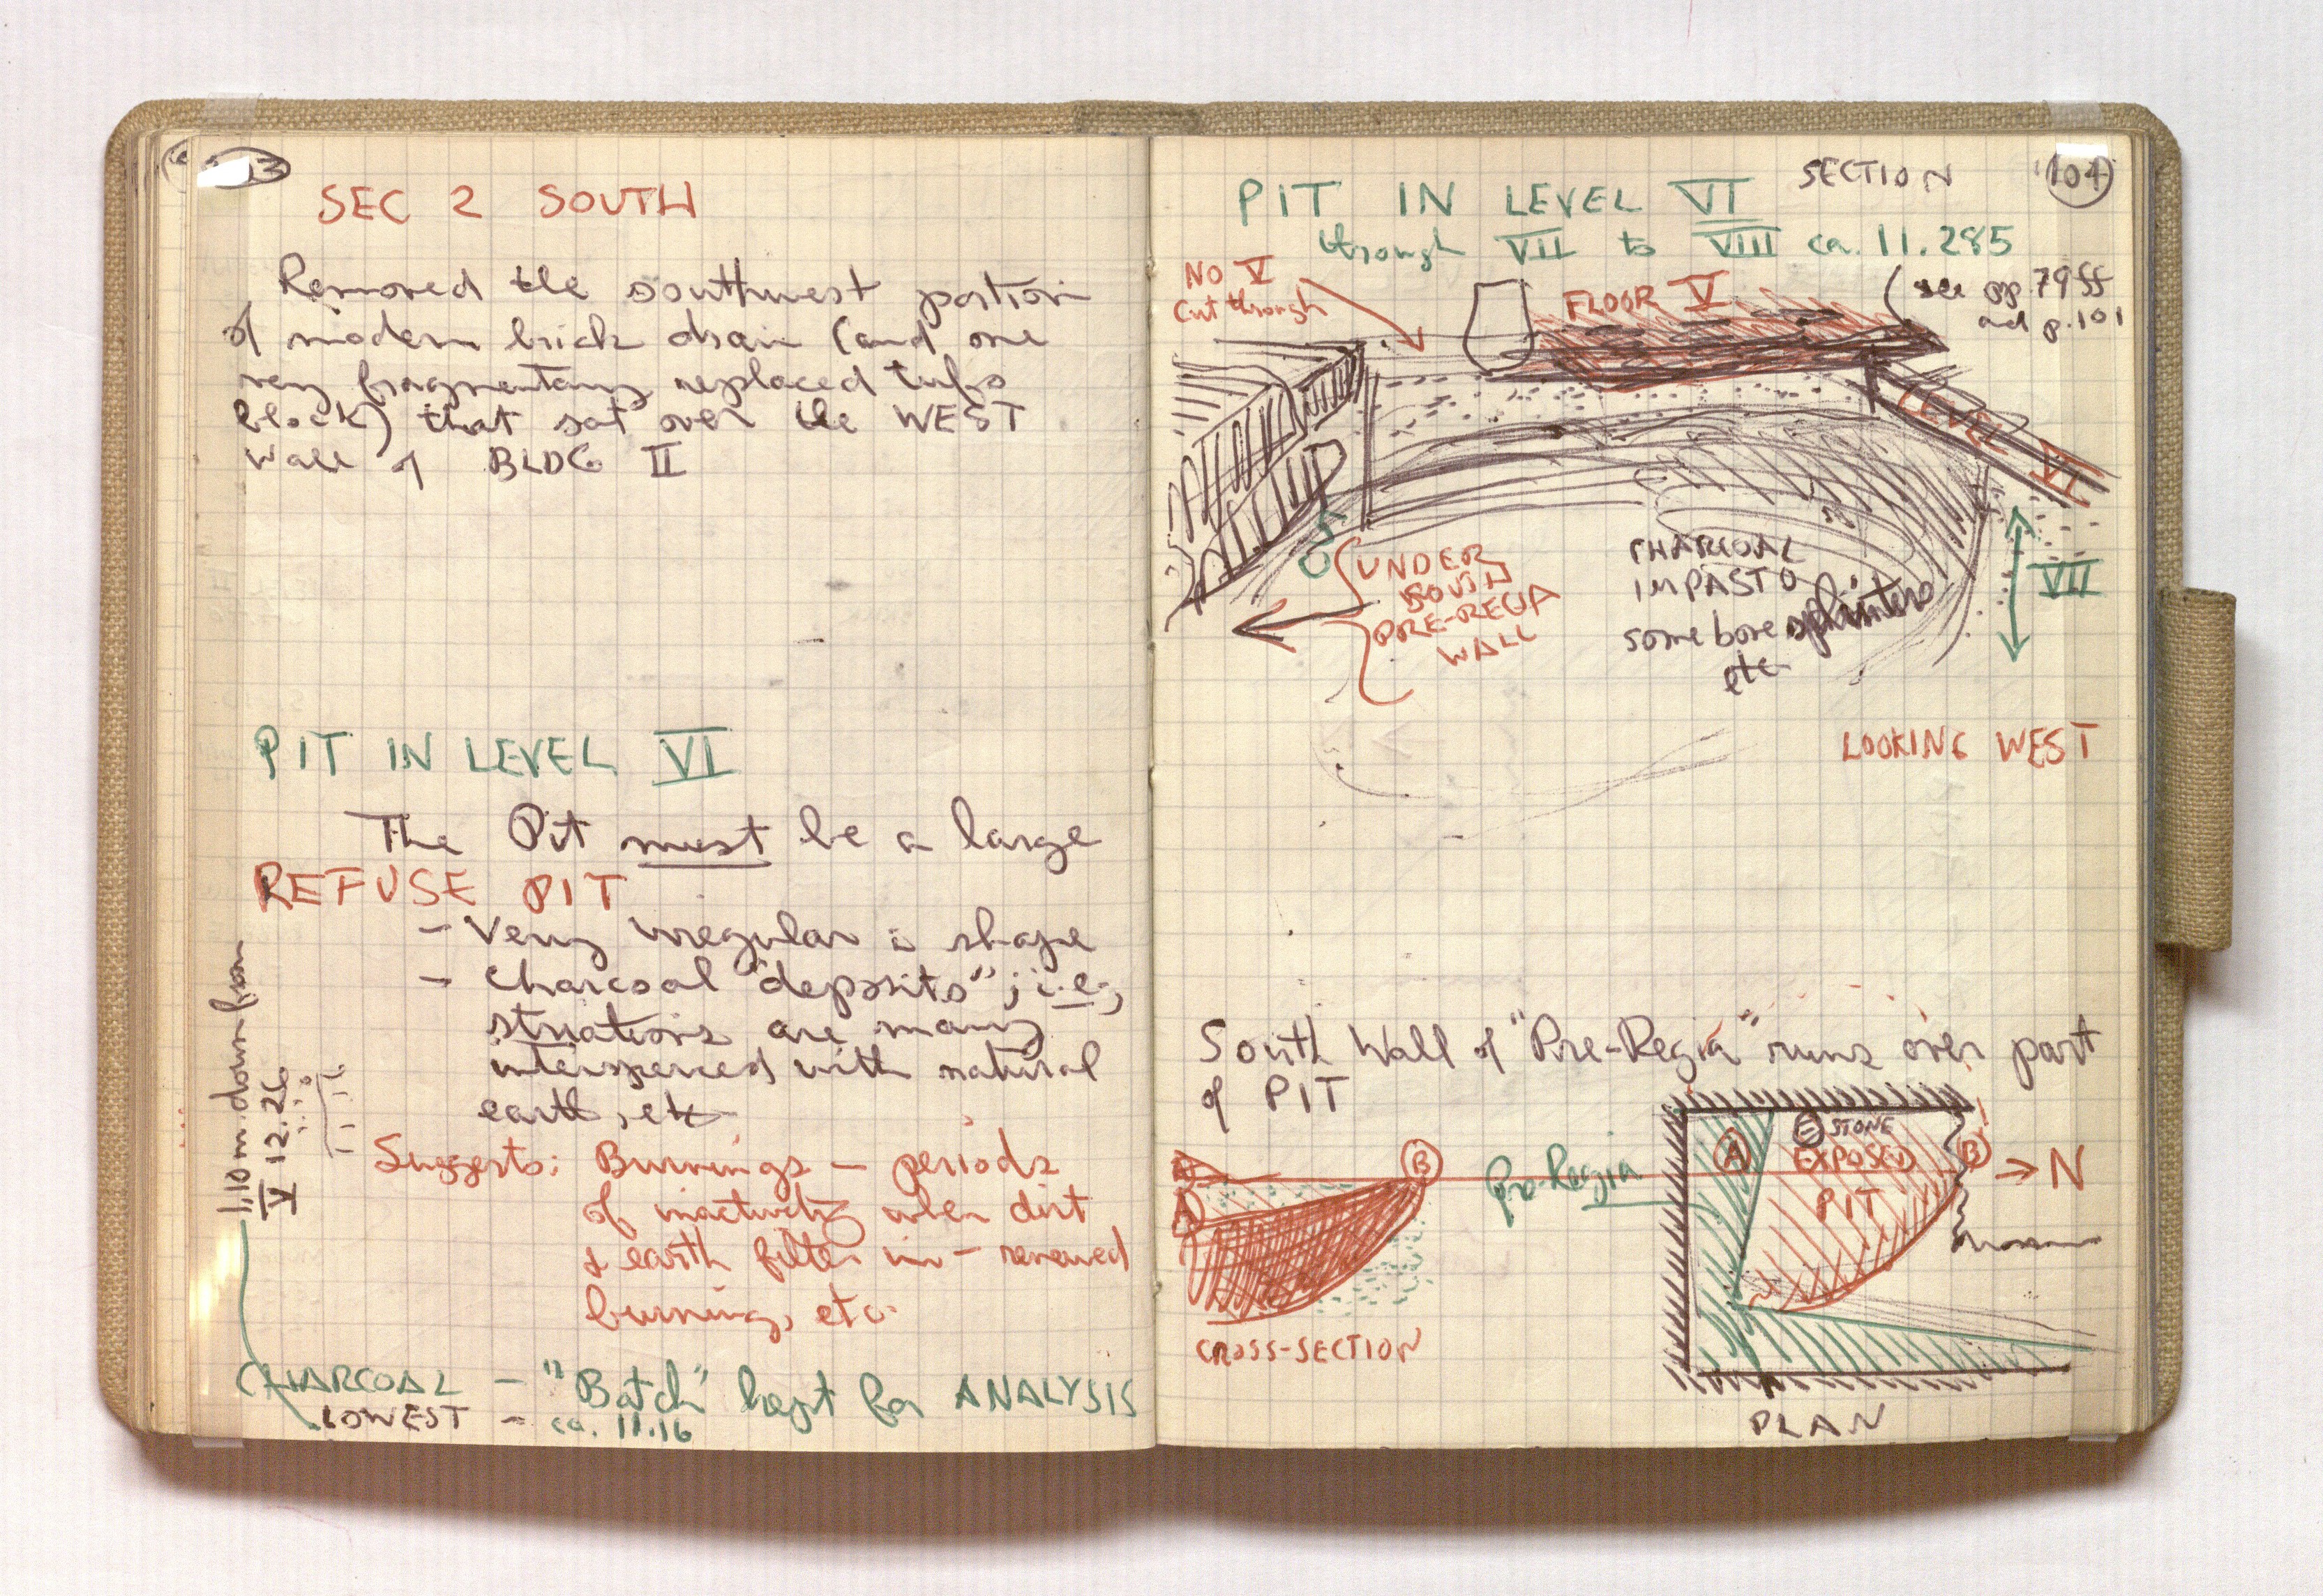 SEC 2 SOUTH
Removed the southwest portion
of modern brick drain (and one
very fragmentary replaced tufo
block) that sat over the WEST
Wall of BLDG II
PIT IN LEVEL VI
The Pit must be a large
REFUSE PIT
- Very irregular in shape
- Charcoal "deposits"; i.e.,
striations are many
interspersed with natural
earth, etc
Suggests: Burnings - periods
of inactivity when dirt
& earth filter in - renewed
burning, etc.
1.10 m. down from
V 12.26
11.16
CHARCOAL - "Batch" kept for ANALYSIS
LOWEST - ca. 11.16
104
SECTION
PIT IN LEVEL VI
through VII to VIII ca. 11.285
(see pp 79 ff
and p. 101
NO V
Cut through
FLOOR V
LEVEL VI
VII
UNDER
SOUTH
PRE-REGIA
WALL
CHARCOAL
IMPASTO
some bone splinters
etc
LOOKING WEST
South Wall of "Pre-Regia" runs over part
of PIT
A
B
CROSS-SECTION
Pre-Regia
A
STONE
EXPOSED
PIT
B
→ N
PLAN